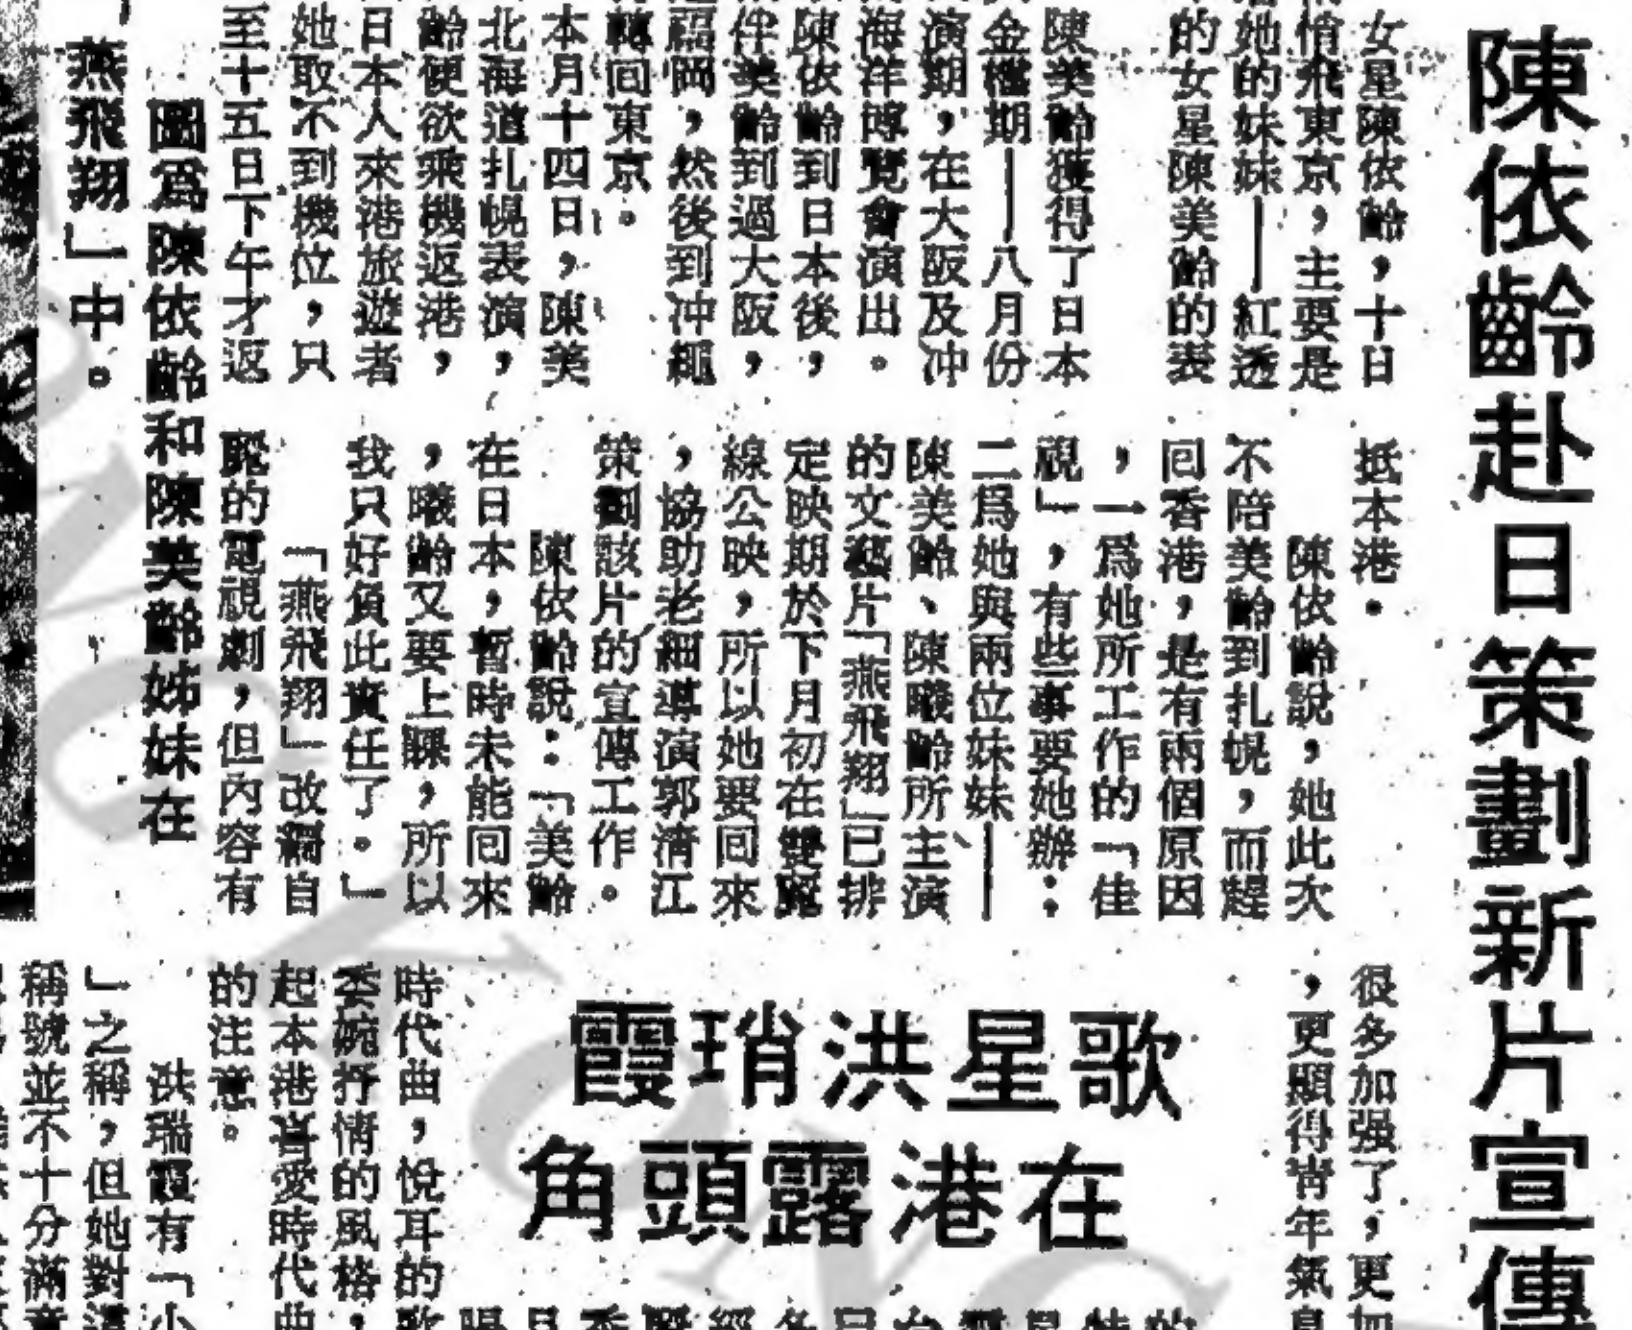 陳依齡赴日策劃新片宣傳
女星陳依齡，十日
悄飛東京，主要是
她的妹妹——紅透
的女星陳美齡的表
陳美齡獲得了日本
金檔期——八月份
演期，在大阪及冲
海洋博覽會演出。
陳依齡到日本後，
伴美齡到過大阪，
福岡，然後到冲繩
轉囘東京。
本月十四日，陳美
北海道扎幌表演，
齡便欲乘機返港，
日本人來港旅遊者
她取不到機位，只
至十五日下午才返
抵本港。
陳依齡說，她此次
不陪美齡到扎幌，而趕
囘香港，是有兩個原因
，一爲她所工作的「佳
視」，有些事要她辦：
二爲她與兩位妹妹——
陳美齡、陳曦齡所主演
的文藝片「燕飛翔」已排
定映期於下月初在雙龍
線公映，所以她要囘來
，協助老細導演郭清江
策劃該片的宣傳工作。
陳依齡說：「美齡
在日本，暫時未能囘來
，曦齡又要上課，所以
我只好負此責任了。」
「燕飛翔」改編自
的電視劇，但內容有
很多加强了，更加
，更顯得靑年氣息
圖爲陳依齡和陳美齡姊妹在
「燕飛翔」中。
歌星洪琑霞
在港露頭角
時代曲，悅耳的歌
委婉抒情的風格，
起本港喜愛時代曲
的注意。
洪瑞霞有「小
」之稱，但她對這
稱號並不十分滿意